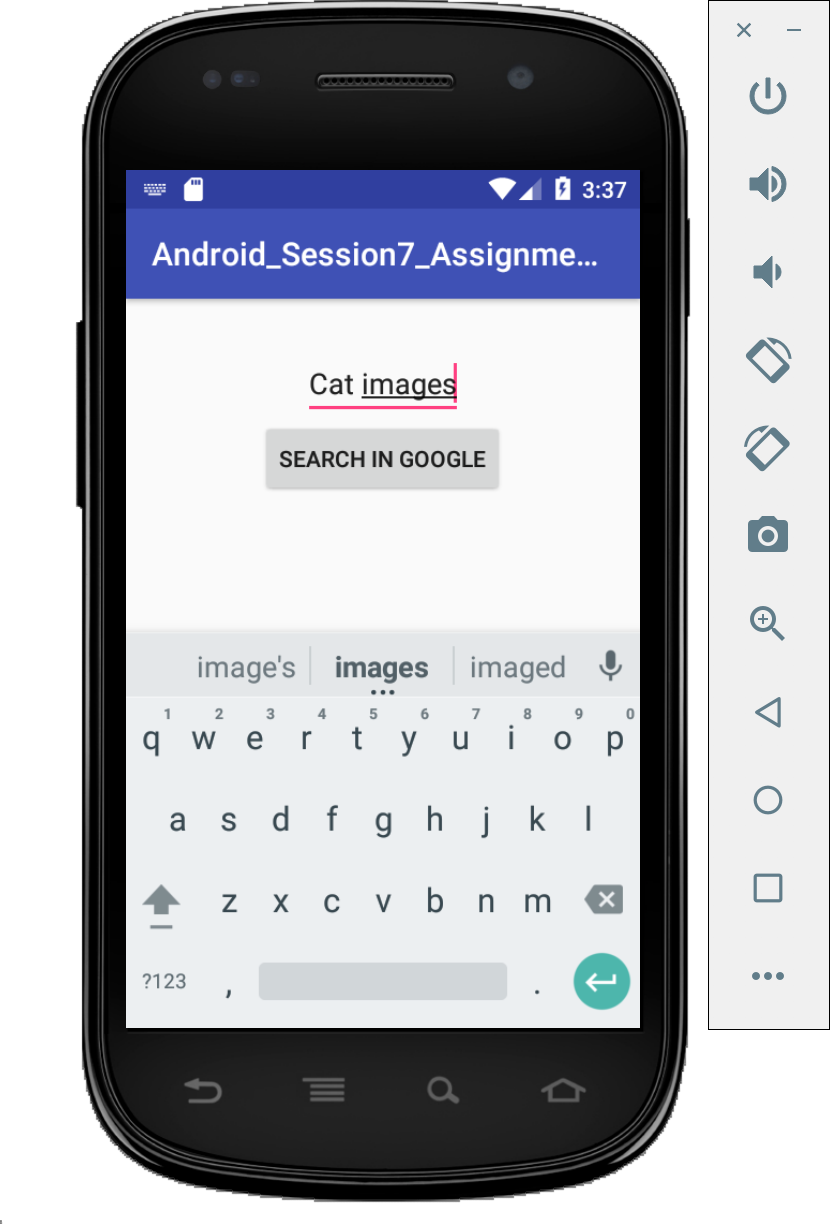 3:37
Android_Session7_Assignme...
Cat images
SEARCH IN GOOGLE
image's images imaged
1 2 3 4 5 6 7 8 9 0
q w e r t y u i o p
a s d f g h j k l
z x c v b n m
?123 , .